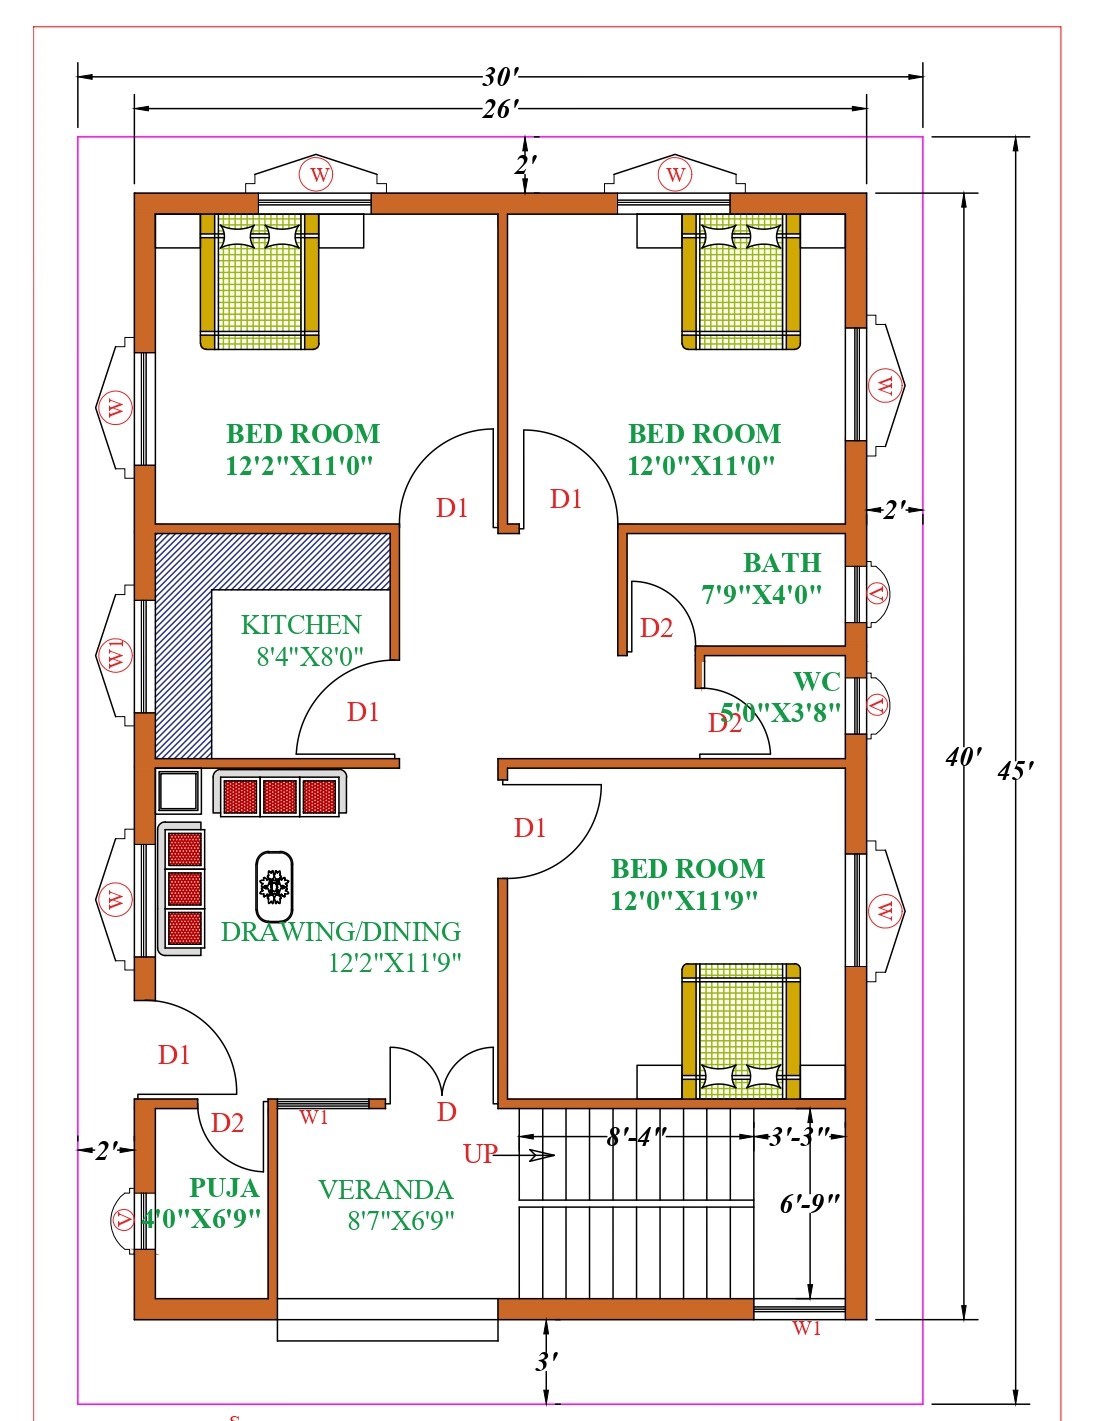 30'
26'
2'
W
W
BED ROOM
12'2"X11'0"
BED ROOM
12'0"X11'0"
W
W
D1
D1
2'
BATH
7'9"X4'0"
V
D2
KITCHEN
8'4"X8'0"
W1
D1
WC
5'0"X3'8"
D2
V
40'
45'
D1
BED ROOM
12'0"X11'9"
W
W
DRAWING/DINING
12'2"X11'9"
D1
D2
W1
D
2'
UP
8'-4"
3'-3"
6'-9"
PUJA
4'0"X6'9"
V
VERANDA
8'7"X6'9"
W1
3'